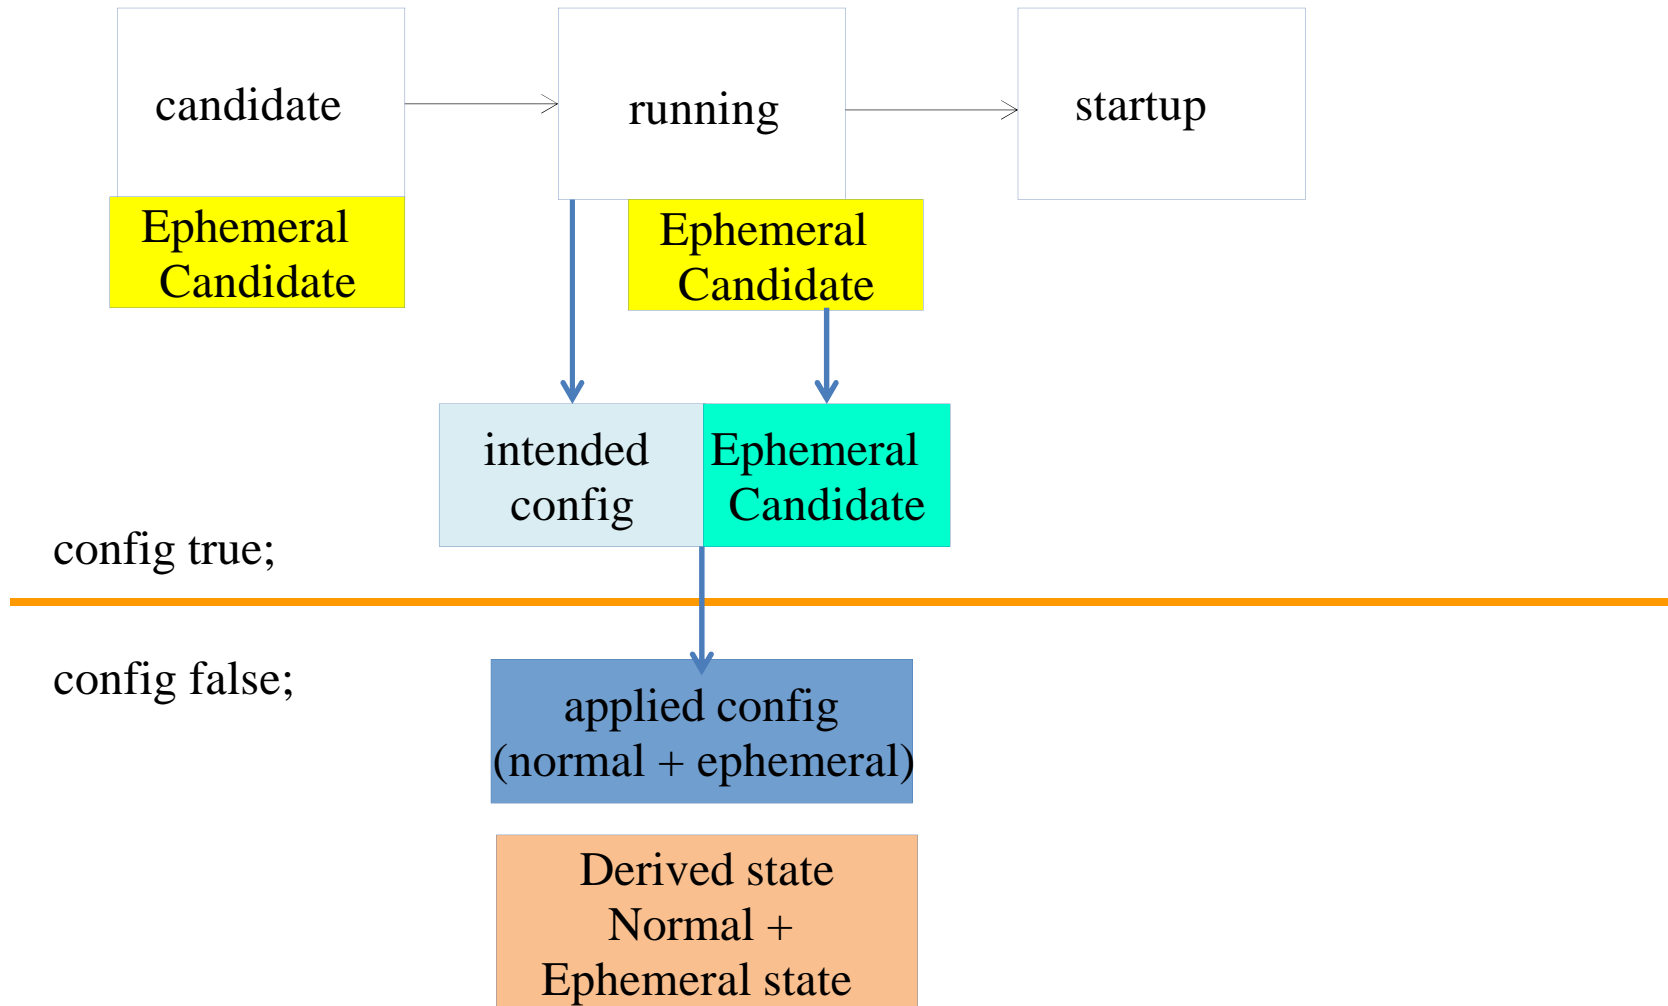 candidate
running
startup
Ephemeral
Candidate
Ephemeral
Candidate
intended
config
Ephemeral
Candidate
config true;
config false;
applied config
(normal + ephemeral)
Derived state
Normal +
Ephemeral state